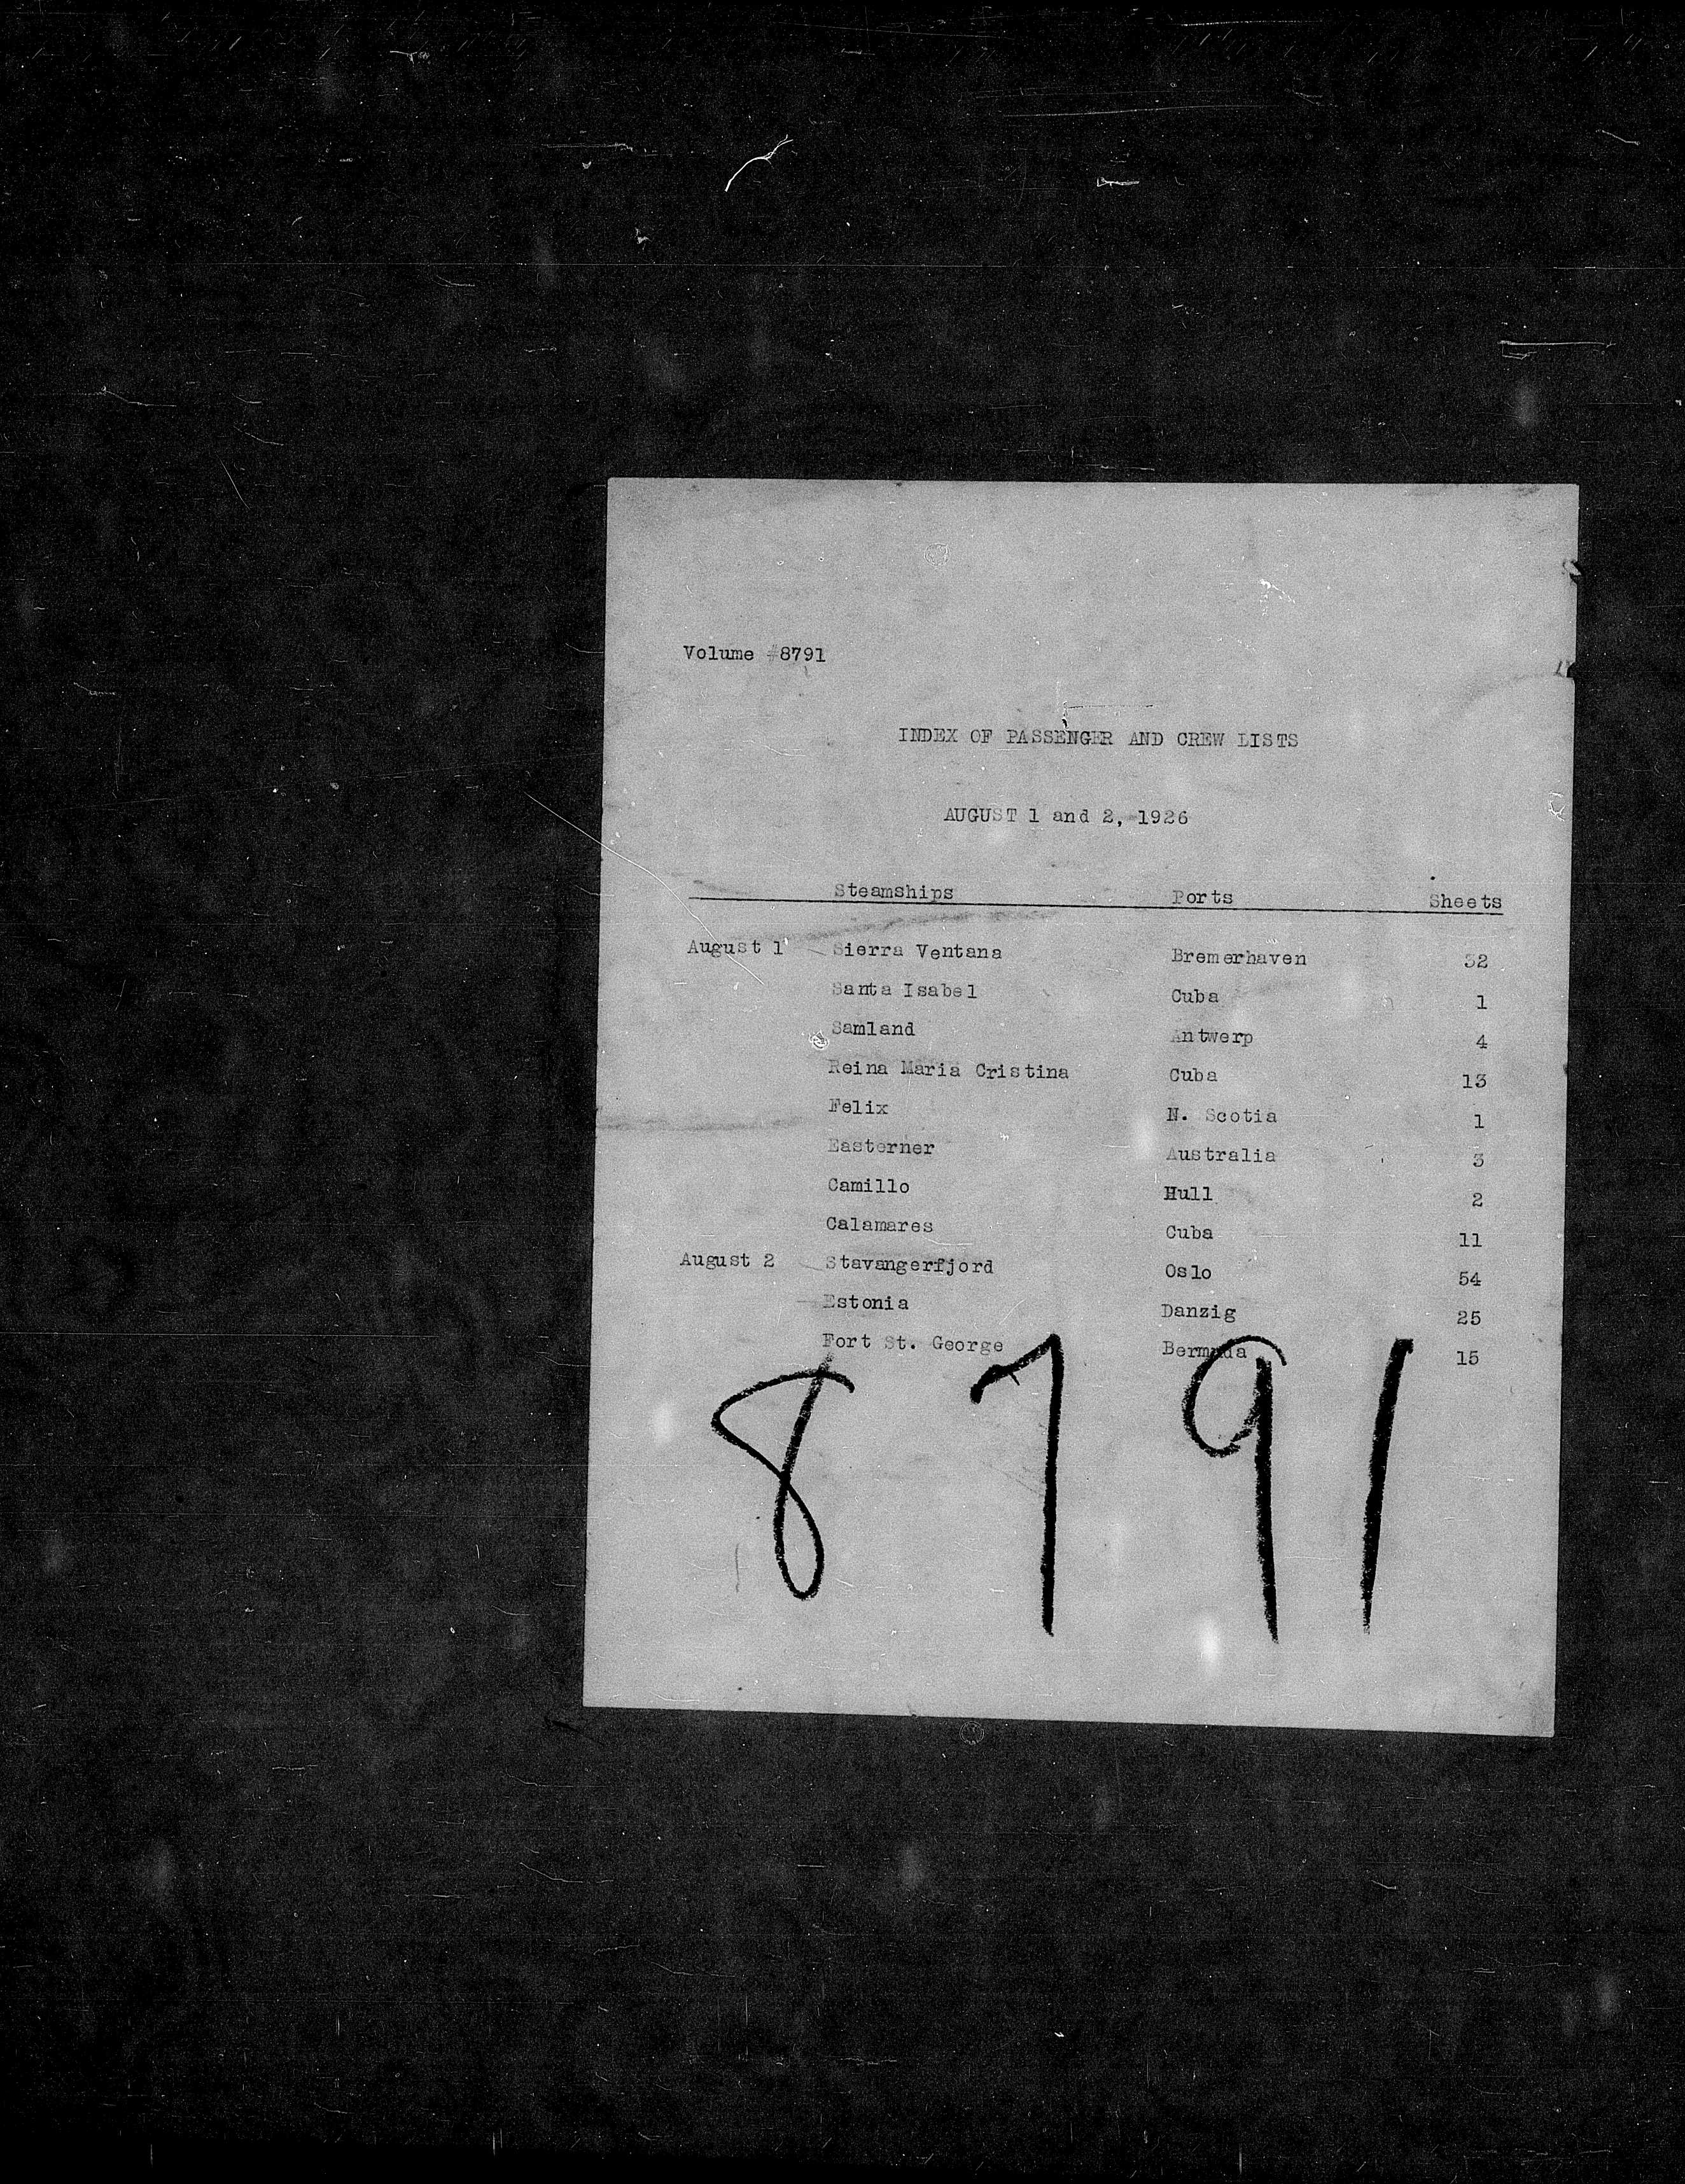 Volume #8791
INDEX OF PASSENGER AND CREW LISTS
AUGUST 1 and 2, 1926
Steamships Ports Sheets
August 1 Sierra Ventana Bremerhaven 32
Santa Isabel Cuba 1
Samland Antwerp 4
Reina Maria Cristina Cuba 13
Felix N. Scotia 1
Easterner Australia 3
Camillo Hull 2
Calamares Cuba 11
August 2 Stavangerfjord Oslo 54
Estonia Danzig 25
Fort St. George Bermuda 15
8791